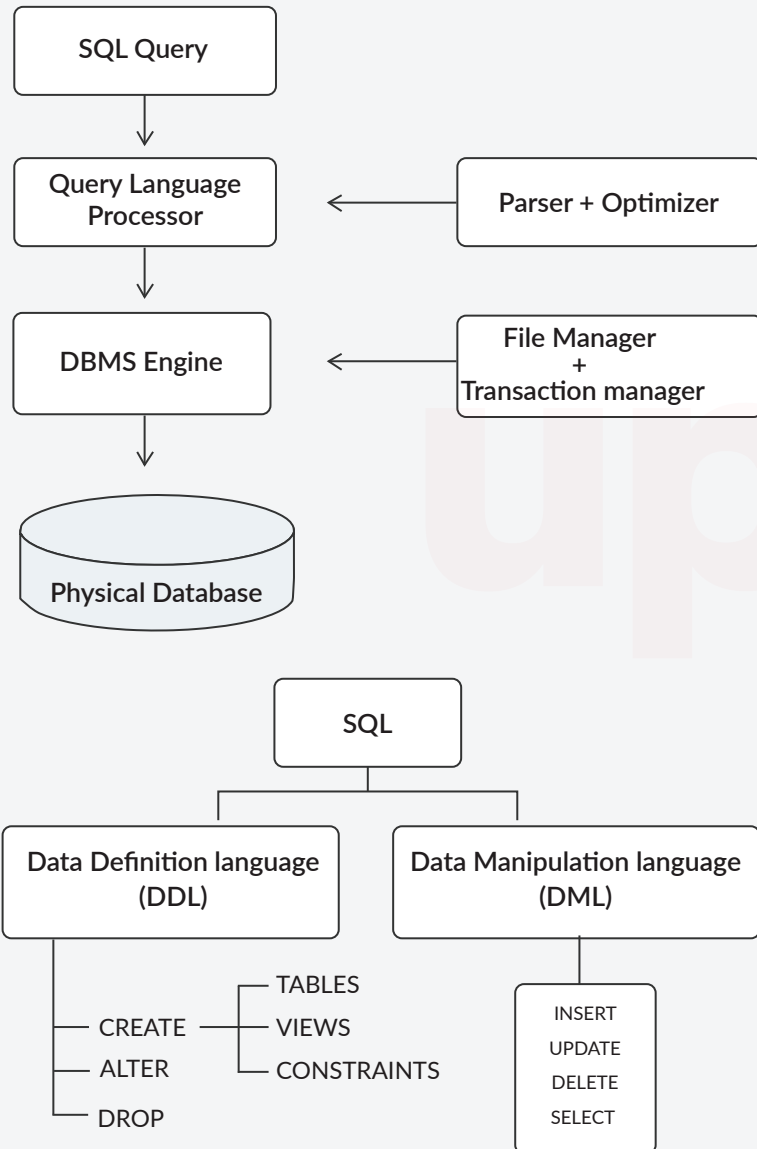 SQL Query
Query Language
Processor
Parser + Optimizer
DBMS Engine
File Manager
+
Transaction manager
Physical Database
up
SQL
Data Definition language
(DDL)
Data Manipulation language
(DML)
TABLES
CREATE
VIEWS
CONSTRAINTS
ALTER
DROP
INSERT
UPDATE
DELETE
SELECT